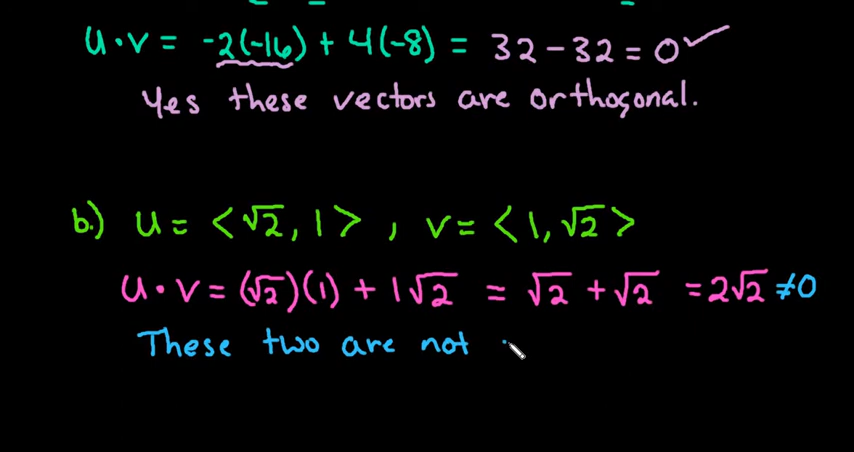 u·v = -2(-16) + 4(-8) = 32 - 32 = 0 ✓
Yes these vectors are orthogonal.
b.) u = <√2, 1>, v = <1, √2>
u·v = (√2)(1) + 1√2 = √2 + √2 = 2√2 ≠ 0
These two are not